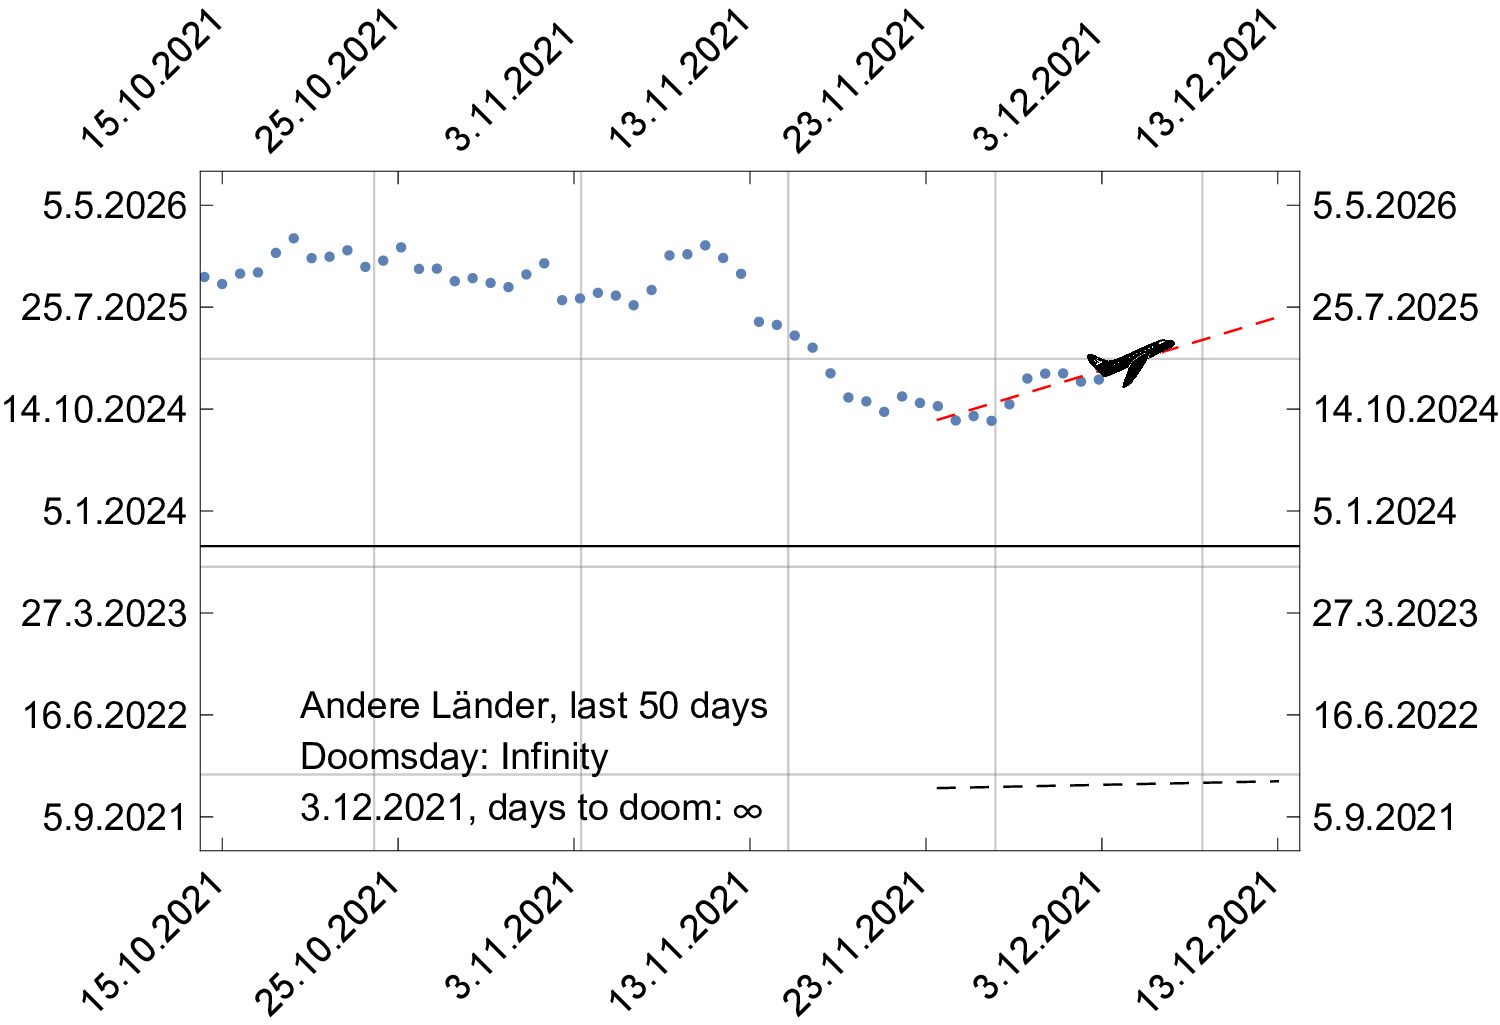 15.10.2021 25.10.2021 3.11.2021 13.11.2021 23.11.2021 3.12.2021 13.12.2021
5.5.2026 5.5.2026
25.7.2025 25.7.2025
14.10.2024 14.10.2024
5.1.2024 5.1.2024
27.3.2023 27.3.2023
Andere Länder, last 50 days
16.6.2022 16.6.2022
Doomsday: Infinity
3.12.2021, days to doom: ∞
5.9.2021 5.9.2021
15.10.2021 25.10.2021 3.11.2021 13.11.2021 23.11.2021 3.12.2021 13.12.2021